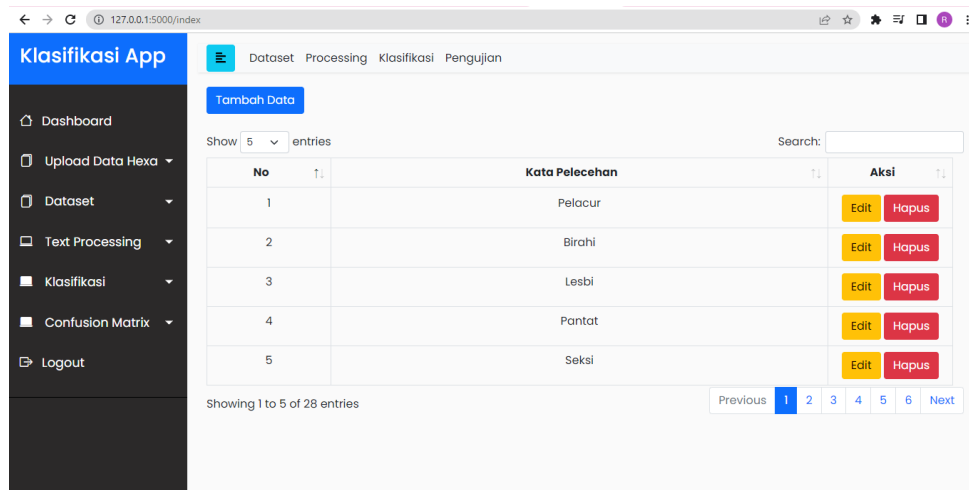 127.0.0.1:5000/index
R
Klasifikasi App
Dataset Processing Klasifikasi Pengujian
Tambah Data
Dashboard
Upload Data Hexa
Dataset
Text Processing
Klasifikasi
Confusion Matrix
Logout
Show 5 entries Search:
No Kata Pelecehan Aksi
1 Pelacur Edit Hapus
2 Birahi Edit Hapus
3 Lesbi Edit Hapus
4 Pantat Edit Hapus
5 Seksi Edit Hapus
Showing 1 to 5 of 28 entries Previous 1 2 3 4 5 6 Next